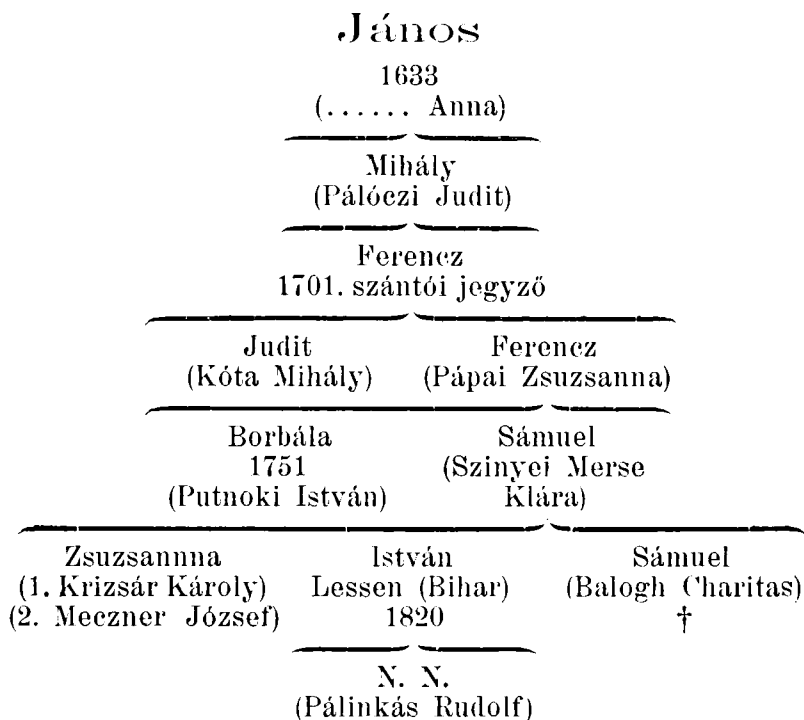 János
1633
(...... Anna)
Mihály
(Pálóczi Judit)
Ferencz
1701. szántói jegyző
Judit Ferencz
(Kóta Mihály) (Pápai Zsuzsanna)
Borbála Sámuel
1751 (Szinyei Merse
(Putnoki István) Klára)
Zsuzsannna István Sámuel
(1. Krizsár Károly) Lessen (Bihar) (Balogh Charitas)
(2. Meczner József) 1820 †
N. N.
(Pálinkás Rudolf)